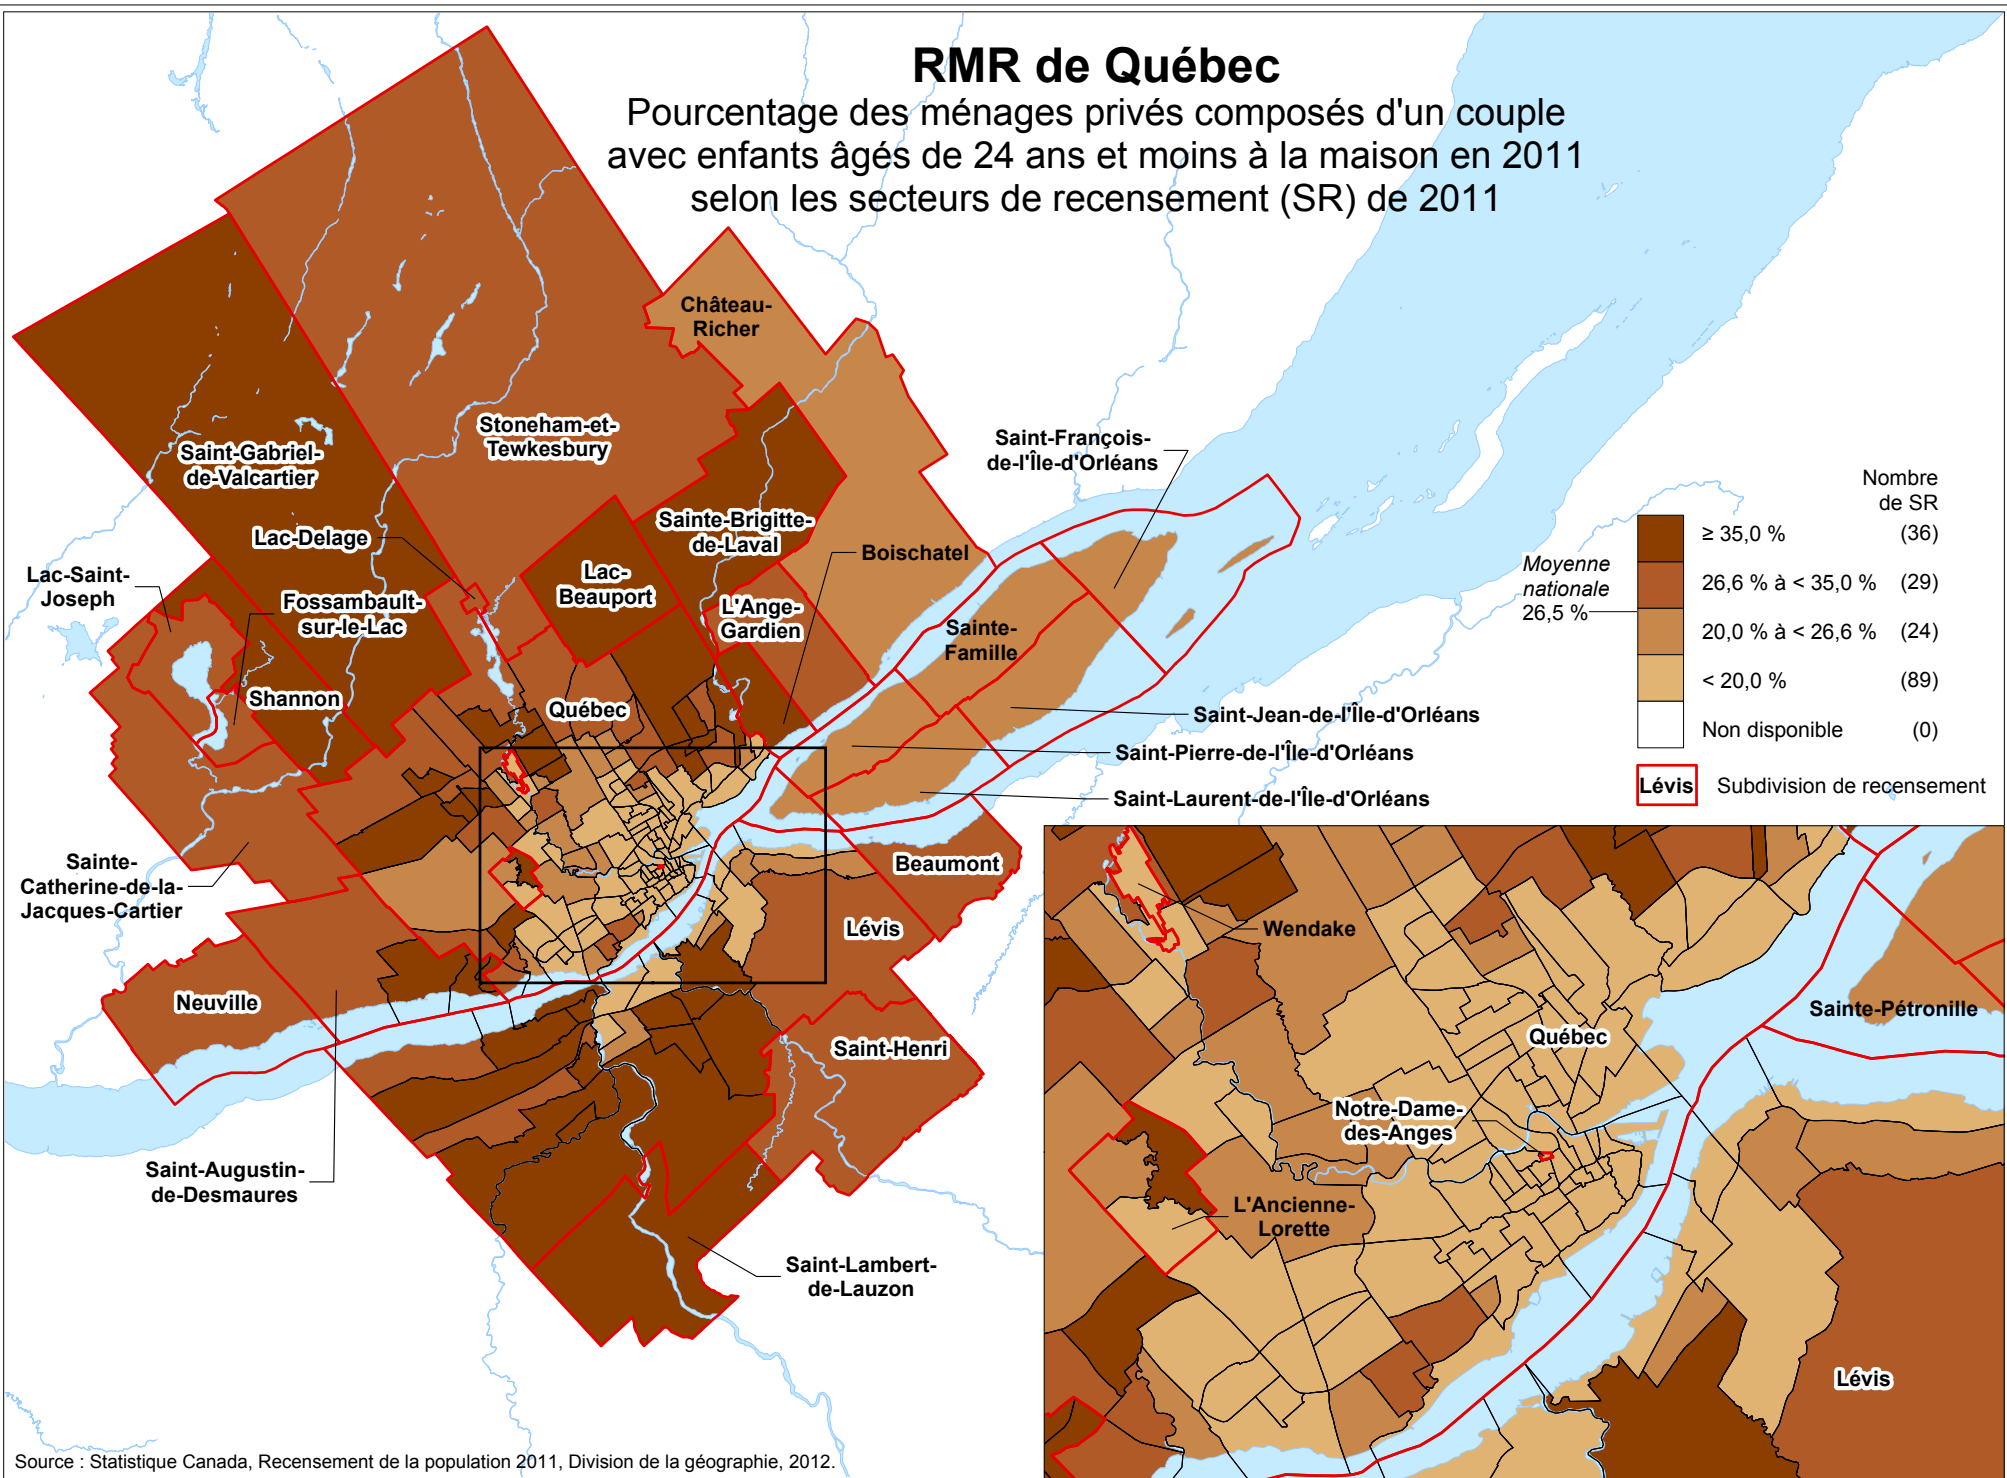 RMR de Québec
Pourcentage des ménages privés composés d'un couple
avec enfants âgés de 24 ans et moins à la maison en 2011
selon les secteurs de recensement (SR) de 2011
Château-
Richer
Stoneham-et-
Tewkesbury
Saint-Gabriel-
de-Valcartier
Saint-François-
de-l'Île-d'Orléans
Sainte-Brigitte-
de-Laval
Lac-Delage
Boischatel
Lac-Saint-
Joseph
Lac-
Beauport
Fossambault-
sur-le-Lac
L'Ange-
Gardien
Sainte-
Famille
Shannon
Québec
Saint-Jean-de-l'Île-d'Orléans
Saint-Pierre-de-l'Île-d'Orléans
Saint-Laurent-de-l'Île-d'Orléans
Sainte-
Catherine-de-la-
Jacques-Cartier
Beaumont
Lévis
Neuville
Saint-Henri
Saint-Augustin-
de-Desmaures
Saint-Lambert-
de-Lauzon
Nombre
de SR
≥ 35,0 % (36)
26,6 % à < 35,0 % (29)
20,0 % à < 26,6 % (24)
< 20,0 % (89)
Non disponible (0)
Moyenne
nationale
26,5 %
Lévis Subdivision de recensement
Wendake
Sainte-Pétronille
Québec
Notre-Dame-
des-Anges
L'Ancienne-
Lorette
Lévis
Source : Statistique Canada, Recensement de la population 2011, Division de la géographie, 2012.